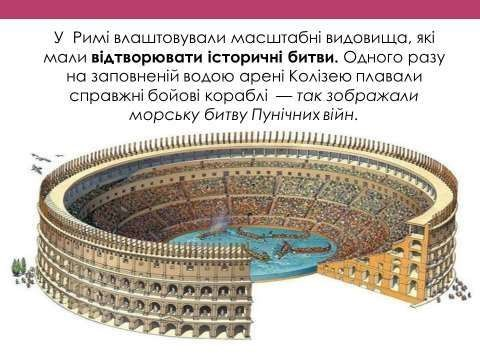 У Римі влаштовували масштабні видовища, які
мали відтворювати історичні битви. Одного разу
на заповненій водою арені Колізею плавали
справжні бойові кораблі — так зображали
морську битву Пунічних війн.